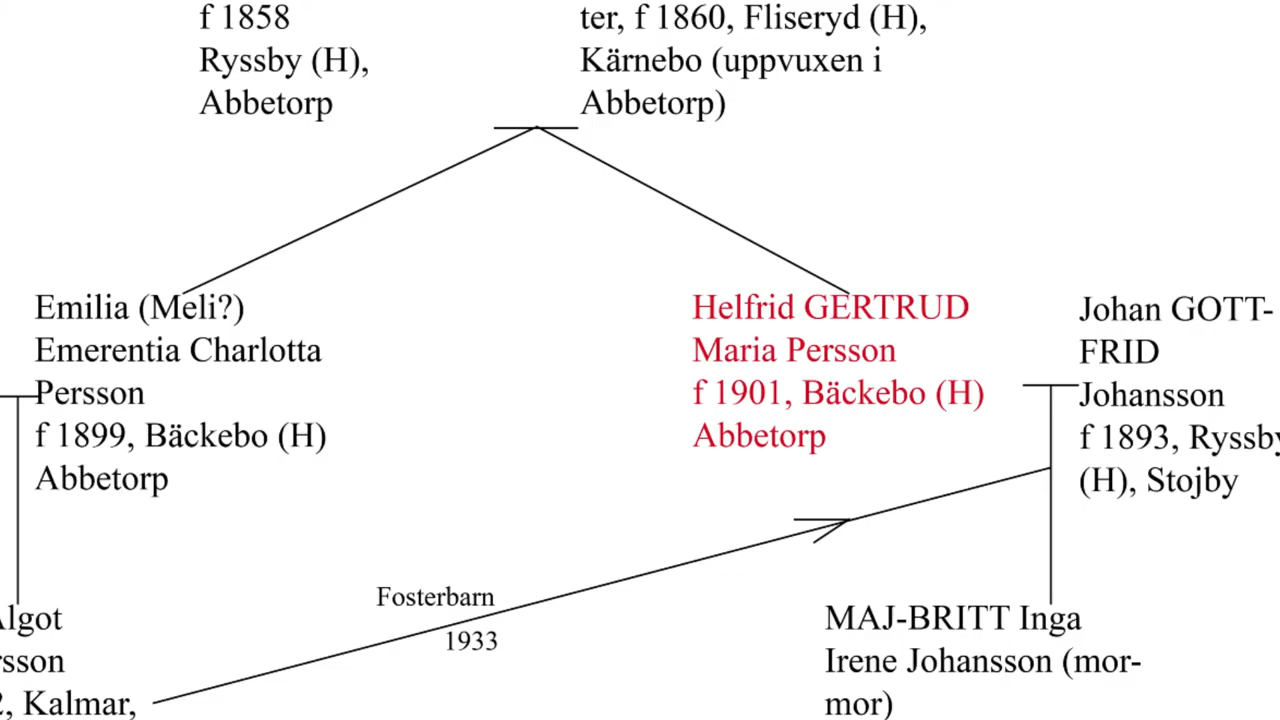 f 1858
Ryssby (H),
Abbetorp
ter, f 1860, Fliseryd (H),
Kärnebo (uppvuxen i
Abbetorp)
Emilia (Meli?)
Emerentia Charlotta
Persson
f 1899, Bäckebo (H)
Abbetorp
Helfrid GERTRUD
Maria Persson
f 1901, Bäckebo (H)
Abbetorp
Johan GOTT-
FRID
Johansson
f 1893, Ryssby
(H), Stojby
Fosterbarn
1933
Algot
rsson
2, Kalmar,
MAJ-BRITT Inga
Irene Johansson (mor-
mor)